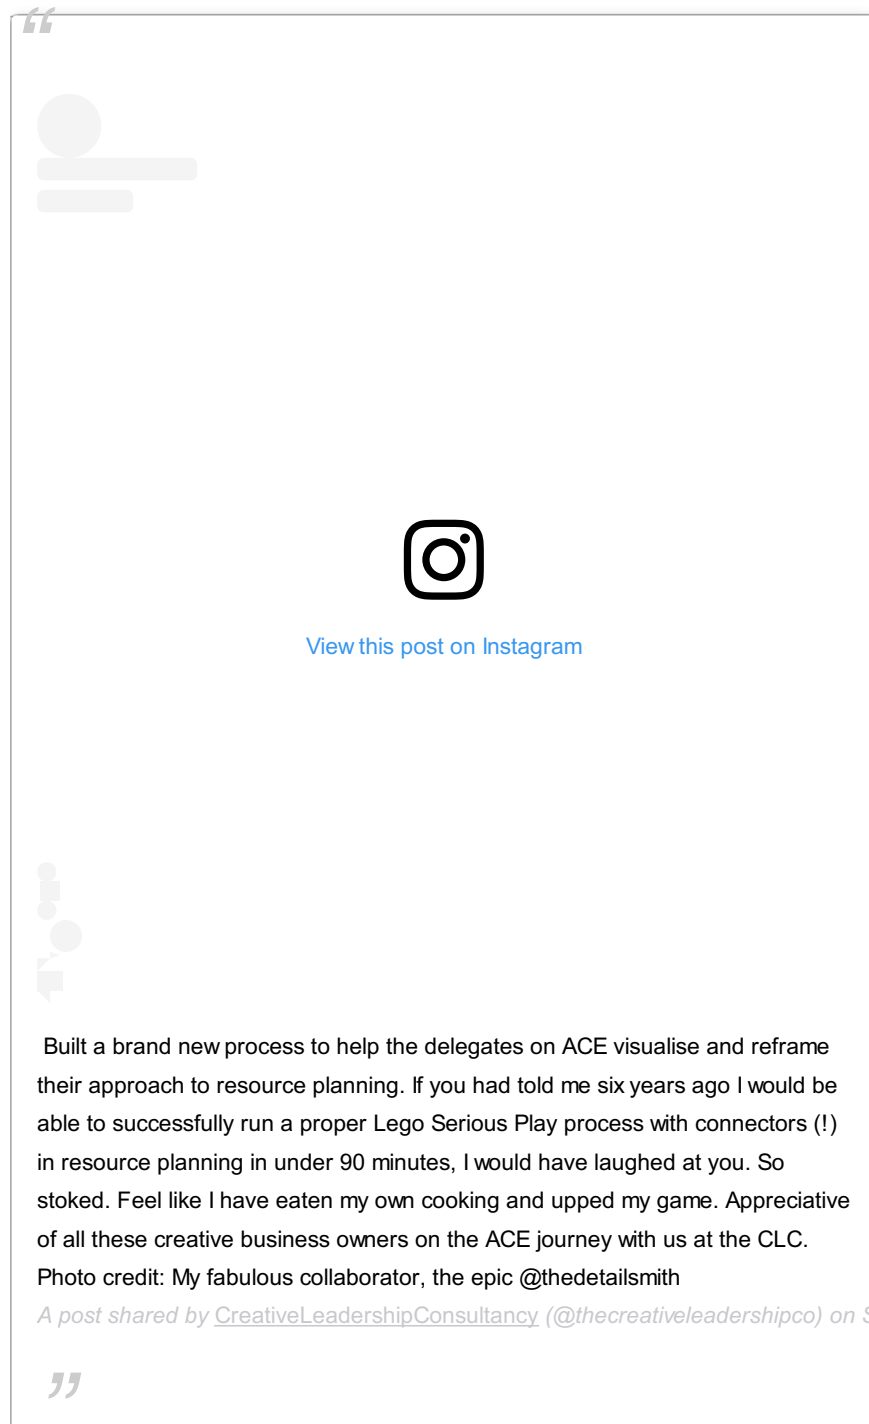 “
View this post on Instagram
Built a brand new process to help the delegates on ACE visualise and reframe
their approach to resource planning. If you had told me six years ago I would be
able to successfully run a proper Lego Serious Play process with connectors (!)
in resource planning in under 90 minutes, I would have laughed at you. So
stoked. Feel like I have eaten my own cooking and upped my game. Appreciative
of all these creative business owners on the ACE journey with us at the CLC.
Photo credit: My fabulous collaborator, the epic @thedetailsmith
A post shared by CreativeLeadershipConsultancy (@thecreativeleadershipco) on
”